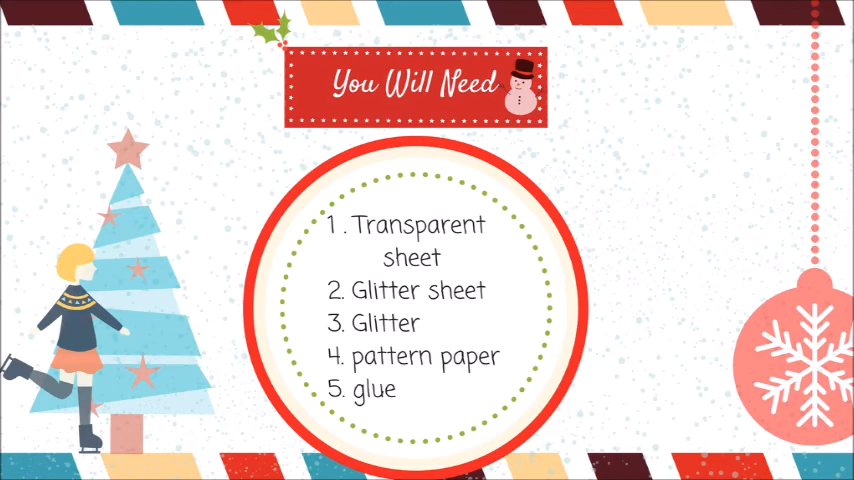 You Will Need
1 . Transparent
sheet
2. Glitter sheet
3. Glitter
4. pattern paper
5. glue